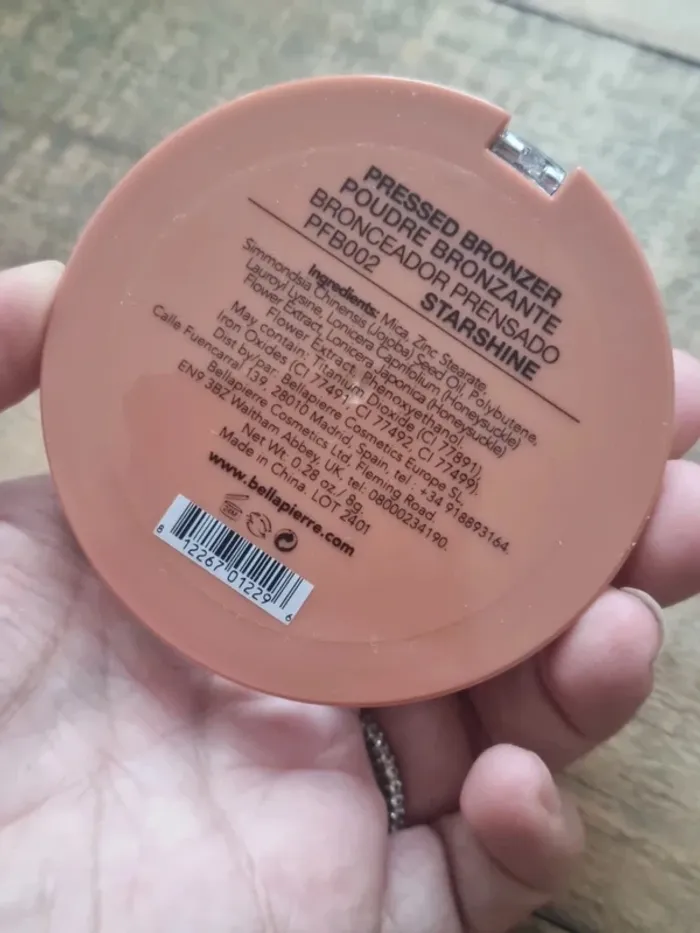 PRESSED BRONZER
POUDRE BRONZANTE
BRONCEADOR PRENSADO
PFB002 STARSHINE
Ingredients: Mica, Zinc Stearate,
Simmondsia Chinensis (Jojoba) Seed Oil, Polybutene,
Lauroyl Lysine, Lonicera Caprifolium (Honeysuckle)
Flower Extract, Lonicera Japonica (Honeysuckle)
Flower Extract, Phenoxyethanol.
May contain: Titanium Dioxide (CI 77891),
Iron Oxides (CI 77491, CI 77492, CI 77499).
Dist by/par: Bellapierre Cosmetics Europe SL,
Calle Fuencarral 139, 28010 Madrid, Spain, tel: +34 918893164.
Bellapierre Cosmetics Ltd, Fleming Road,
EN9 3BZ Waltham Abbey, UK, tel: 08000234190.
Net Wt. 0.28 oz./ 8g.
Made in China. LOT 2401
www.bellapierre.com
8 12267 01229 6